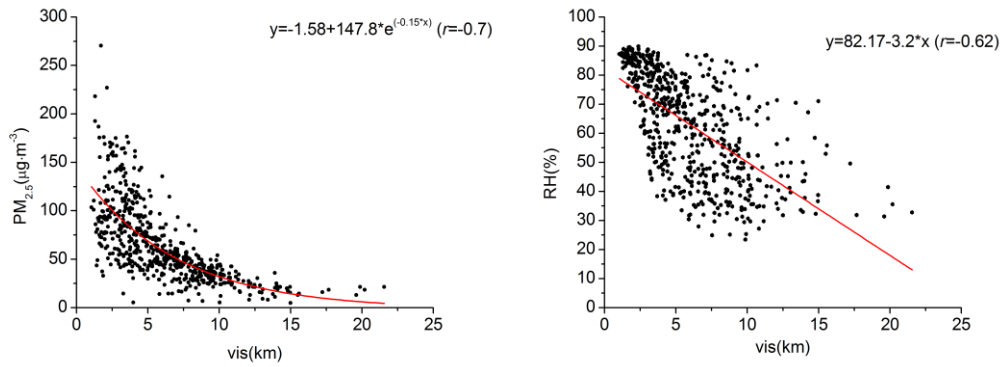 y=-1.58+147.8*e^(-0.15*x) (r=-0.7)
300
250
200
150
100
50
0
PM2.5(μg·m-3)
0 5 10 15 20 25
vis(km)
y=82.17-3.2*x (r=-0.62)
100
90
80
70
60
50
40
30
20
10
0
RH(%)
0 5 10 15 20 25
vis(km)